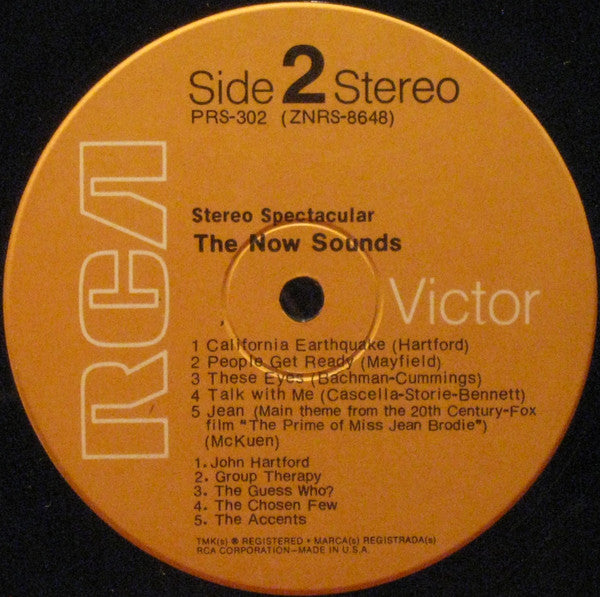 Side 2 Stereo
PRS-302 (ZNRS-8648)
RCA
Stereo Spectacular
The Now Sounds
Victor
1 California Earthquake (Hartford)
2 People Get Ready (Mayfield)
3 These Eyes (Bachman-Cummings)
4 Talk with Me (Cascella-Storie-Bennett)
5 Jean (Main theme from the 20th Century-Fox
film "The Prime of Miss Jean Brodie")
(McKuen)
1. John Hartford
2. Group Therapy
3. The Guess Who?
4. The Chosen Few
5. The Accents
TMK(s) ® REGISTERED • MARCA(s) REGISTRADA(s)
RCA CORPORATION—MADE IN U.S.A.